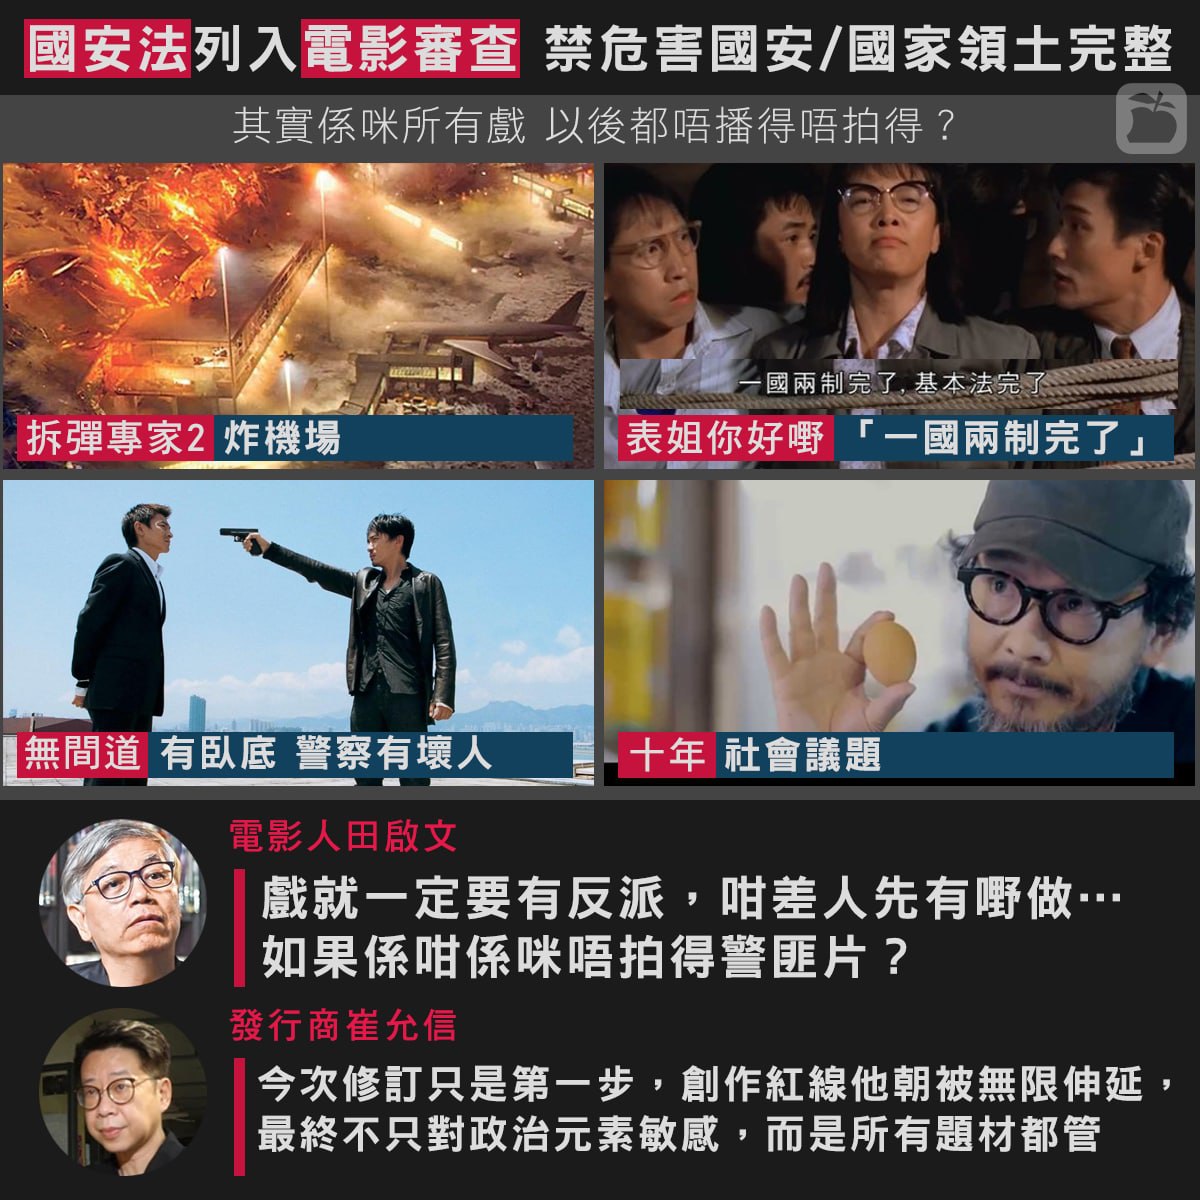 國安法列入電影審查 禁危害國安/國家領土完整
其實係咪所有戲 以後都唔播得唔拍得？
拆彈專家2 炸機場
一國兩制完了,基本法完了
表姐你好嘢 「一國兩制完了」
無間道 有臥底 警察有壞人
十年 社會議題
電影人田啟文
戲就一定要有反派，咁差人先有嘢做…
如果係咁係咪唔拍得警匪片？
發行商崔允信
今次修訂只是第一步，創作紅線他朝被無限伸延，
最終不只對政治元素敏感，而是所有題材都管